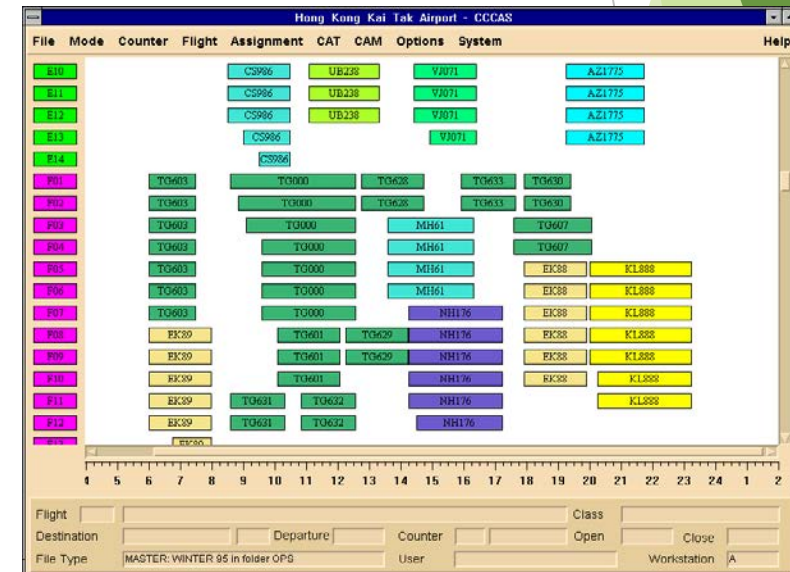 Hong Kong Kai Tak Airport - CCCAS
File Mode Counter Flight Assignment CAT CAM Options System Help
E10 CS986 UB238 VJ071 AZ1775
E11 CS986 UB238 VJ071 AZ1775
E12 CS986 UB238 VJ071 AZ1775
E13 CS986 VJ071 AZ1775
E14 CS986
F01 TG603 TG000 TG628 TG633 TG630
F02 TG603 TG000 TG628 TG633 TG630
F03 TG603 TG000 MH61 TG607
F04 TG603 TG000 MH61 TG607
F05 TG603 TG000 MH61 EK88 KL888
F06 TG603 TG000 MH61 EK88 KL888
F07 TG603 TG000 NH176 EK88 KL888
F08 EK89 TG601 TG629 NH176 EK88 KL888
F09 EK89 TG601 TG629 NH176 EK88 KL888
F10 EK89 TG601 NH176 EK88 KL888
F11 EK89 TG631 TG632 NH176 KL888
F12 EK89 TG631 TG632 NH176
F13 EK89
4 5 6 7 8 9 10 11 12 13 14 15 16 17 18 19 20 21 22 23 24 1 2
Flight Class
Destination Departure Counter Open Close
File Type MASTER: WINTER 95 in folder OPS User Workstation A